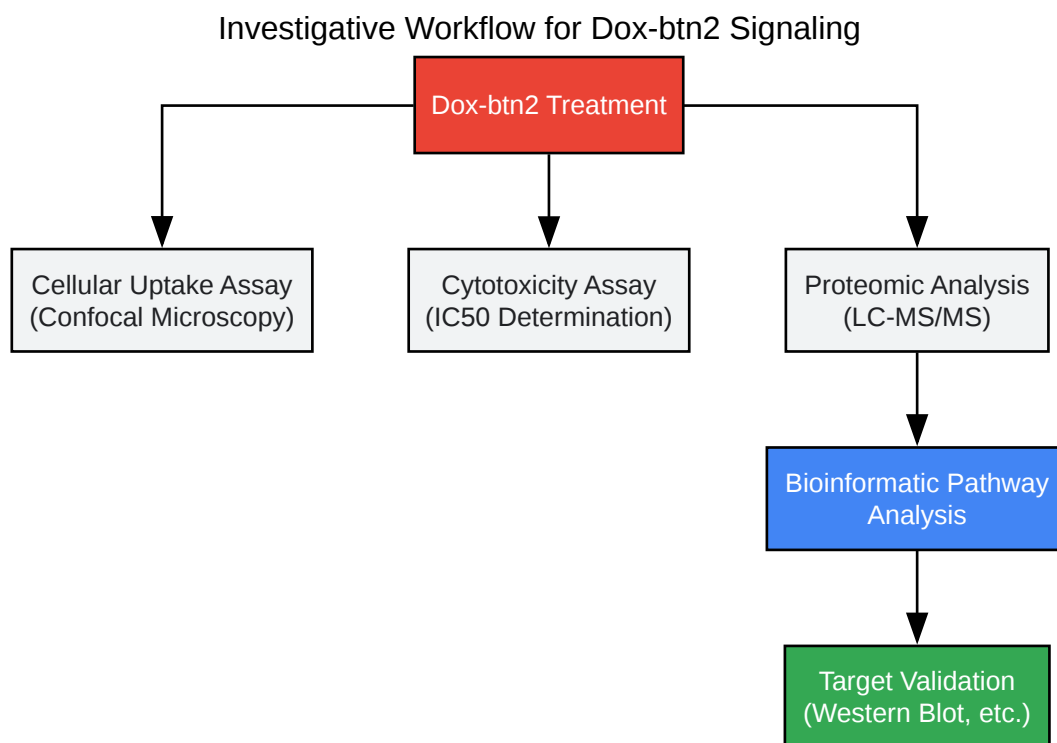 Investigative Workflow for Dox-btn2 Signaling
Dox-btn2 Treatment
Cellular Uptake Assay
(Confocal Microscopy)
Cytotoxicity Assay
(IC50 Determination)
Proteomic Analysis
(LC-MS/MS)
Bioinformatic Pathway
Analysis
Target Validation
(Western Blot, etc.)